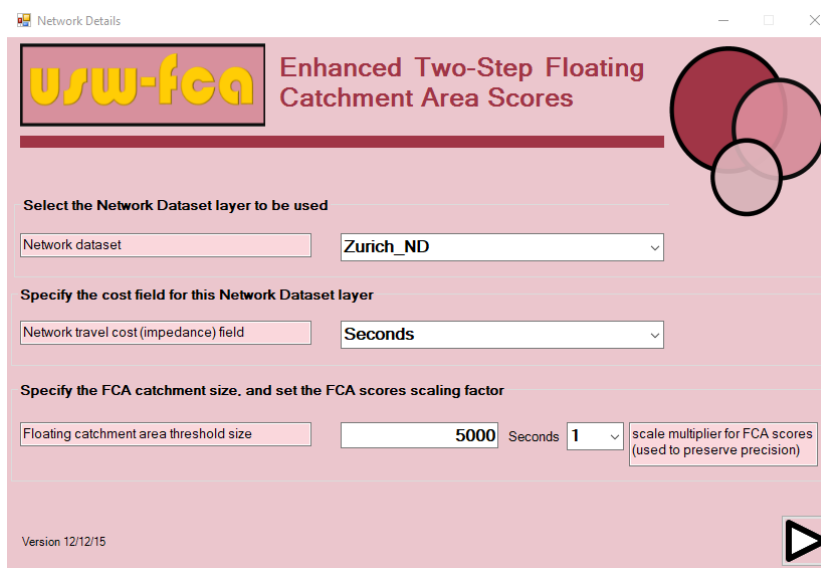 Network Details
usw-fca
Enhanced Two-Step Floating
Catchment Area Scores
Select the Network Dataset layer to be used
Network dataset
Zurich_ND
Specify the cost field for this Network Dataset layer
Network travel cost (impedance) field
Seconds
Specify the FCA catchment size, and set the FCA scores scaling factor
Floating catchment area threshold size
5000 Seconds 1
scale multiplier for FCA scores
(used to preserve precision)
Version 12/12/15